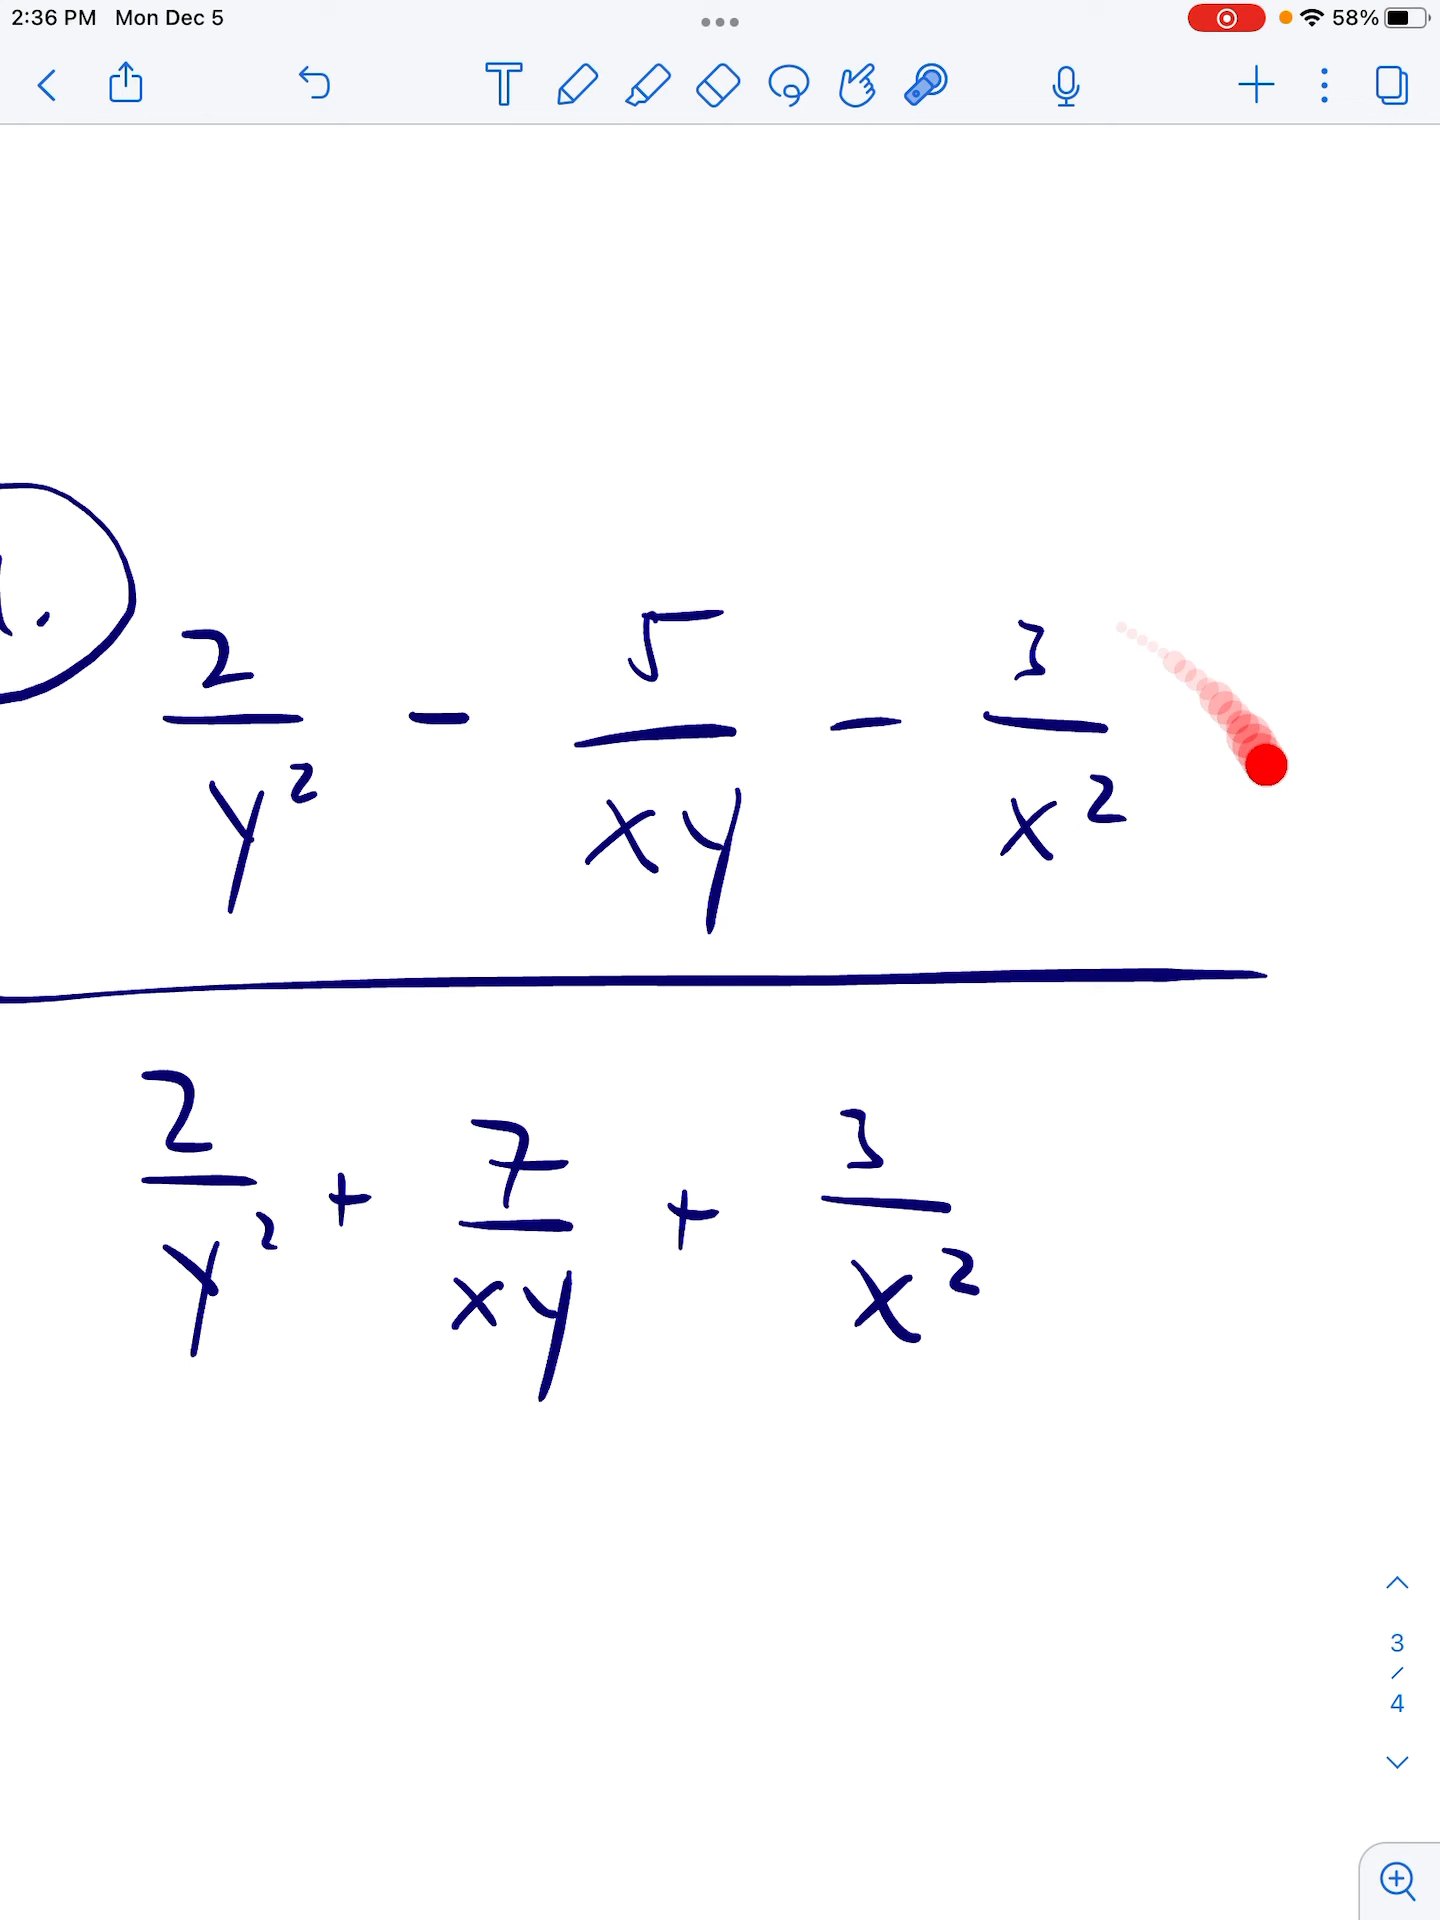 2:36 PM Mon Dec 5 58%
2 5 3
— - — - —
y² xy x²
2 7 3
— + — + —
y² xy x²
3
/
4